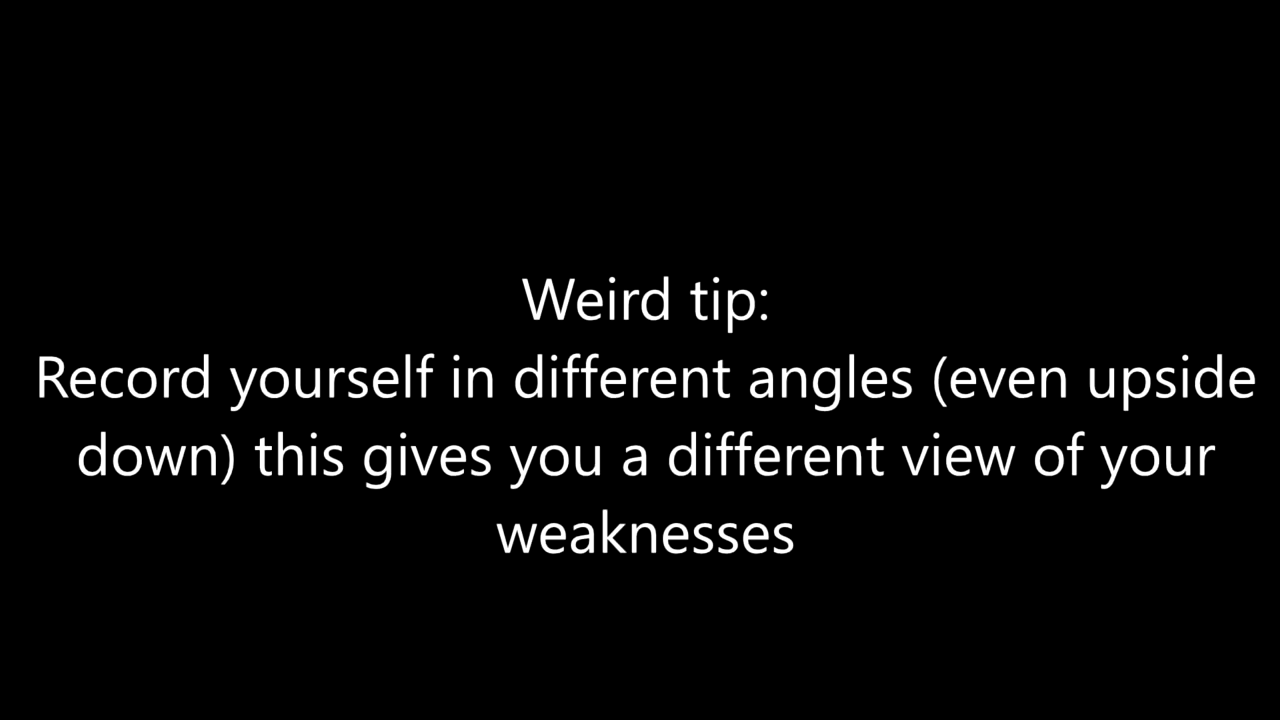 Weird tip:
Record yourself in different angles (even upside
down) this gives you a different view of your
weaknesses